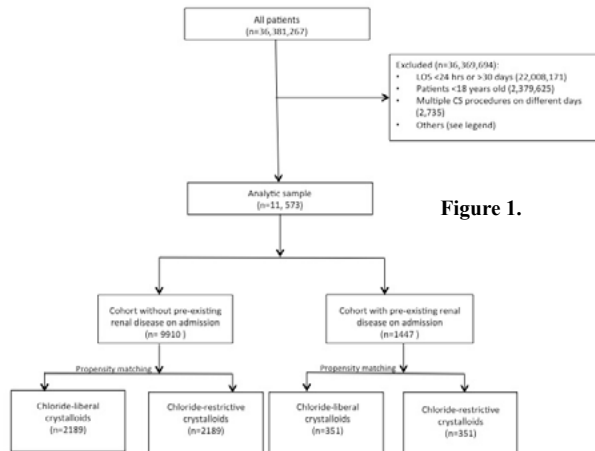 All patients
(n=36,381,267)
Excluded (n=36,369,694):
• LOS <24 hrs or >30 days (22,008,171)
• Patients <18 years old (2,379,625)
• Multiple CS procedures on different days
(2,735)
• Others (see legend)
Analytic sample
(n=11, 573)
Figure 1.
Cohort without pre-existing
renal disease on admission
(n= 9910 )
Cohort with pre-existing renal
disease on admission
(n=1447 )
Propensity matching
Propensity matching
Chloride-liberal
crystalloids
(n=2189)
Chloride-restrictive
crystalloids
(n=2189)
Chloride-liberal
crystalloids
(n=351)
Chloride-restrictive
crystalloids
(n=351)